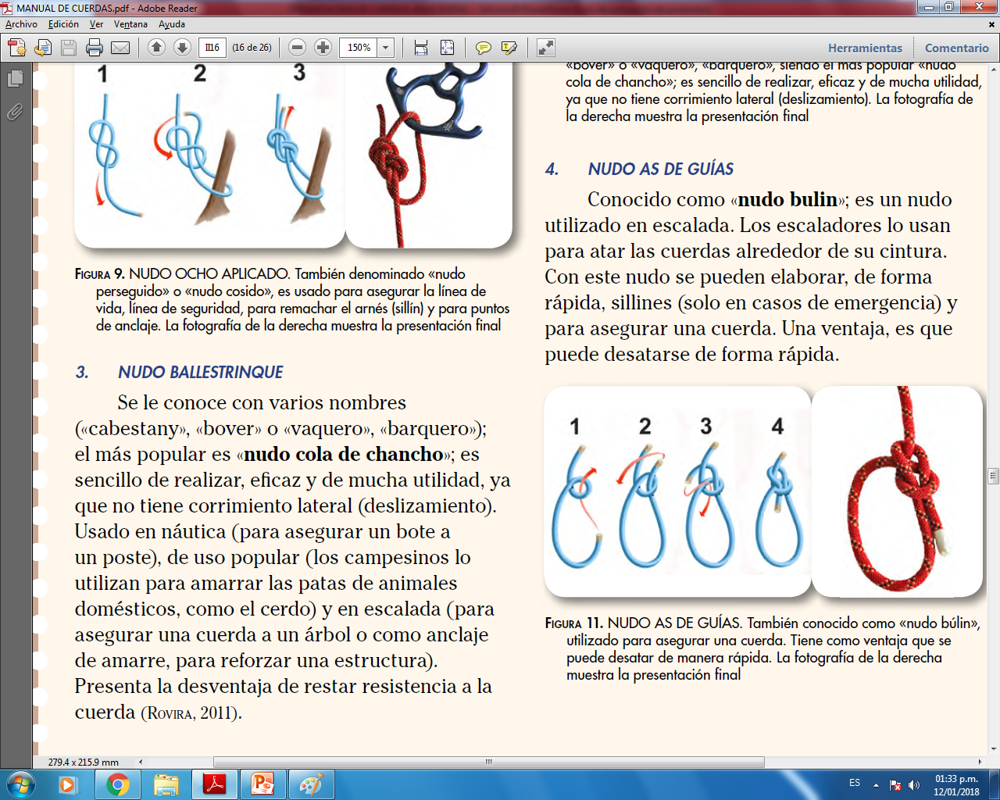 MANUAL DE CUERDAS.pdf - Adobe Reader
Archivo Edición Ver Ventana Ayuda
II16 (16 de 26) 150% Herramientas Comentario
1 2 3
FIGURA 9. NUDO OCHO APLICADO. También denominado «nudo
perseguido» o «nudo cosido», es usado para asegurar la línea de
vida, línea de seguridad, para remachar el arnés (sillín) y para puntos
de anclaje. La fotografía de la derecha muestra la presentación final
3. NUDO BALLESTRINQUE
Se le conoce con varios nombres
(«cabestany», «bover» o «vaquero», «barquero»);
el más popular es «nudo cola de chancho»; es
sencillo de realizar, eficaz y de mucha utilidad, ya
que no tiene corrimiento lateral (deslizamiento).
Usado en náutica (para asegurar un bote a
un poste), de uso popular (los campesinos lo
utilizan para amarrar las patas de animales
domésticos, como el cerdo) y en escalada (para
asegurar una cuerda a un árbol o como anclaje
de amarre, para reforzar una estructura).
Presenta la desventaja de restar resistencia a la
cuerda (ROVIRA, 2011).
«bover» o «vaquero», «barquero», siendo el más popular «nudo
cola de chancho»; es sencillo de realizar, eficaz y de mucha utilidad,
ya que no tiene corrimiento lateral (deslizamiento). La fotografía de
la derecha muestra la presentación final
4. NUDO AS DE GUÍAS
Conocido como «nudo bulin»; es un nudo
utilizado en escalada. Los escaladores lo usan
para atar las cuerdas alrededor de su cintura.
Con este nudo se pueden elaborar, de forma
rápida, sillines (solo en casos de emergencia) y
para asegurar una cuerda. Una ventaja, es que
puede desatarse de forma rápida.
1 2 3 4
FIGURA 11. NUDO AS DE GUÍAS. También conocido como «nudo búlin»,
utilizado para asegurar una cuerda. Tiene como ventaja que se
puede desatar de manera rápida. La fotografía de la derecha
muestra la presentación final
279.4 x 215.9 mm
ES
01:33 p.m.
12/01/2018